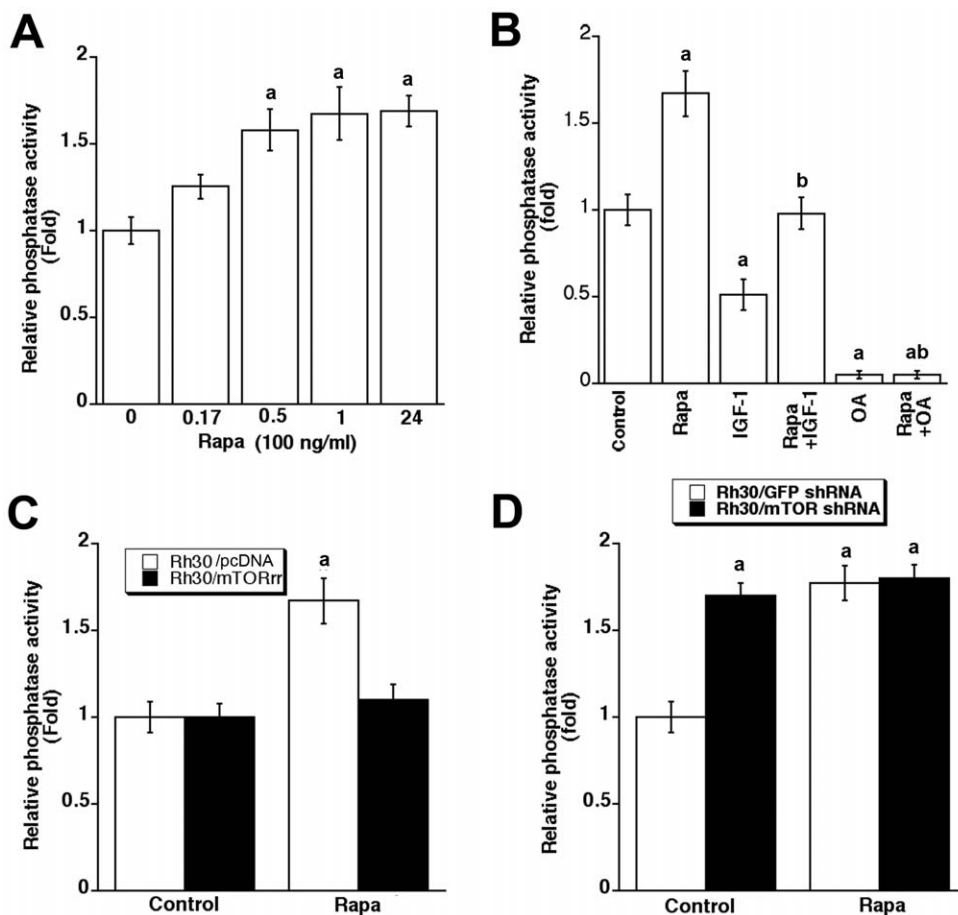 A
Relative phosphatase activity
(Fold)
2
1.5
1
0.5
0
a
a
a
0
0.17
0.5
1
24
Rapa (100 ng/ml)
B
Relative phosphatase activity
(fold)
2
1.5
1
0.5
0
a
a
b
a
ab
Control
Rapa
IGF-1
Rapa
+IGF-1
OA
Rapa
+OA
C
Relative phosphatase activity
(Fold)
2
1.5
1
0.5
0
Rh30/pcDNA
Rh30/mTORrr
a
Control
Rapa
D
Rh30/GFP shRNA
Rh30/mTOR shRNA
Relative phosphatase activity
(fold)
2
1.5
1
0.5
0
a
a
a
Control
Rapa